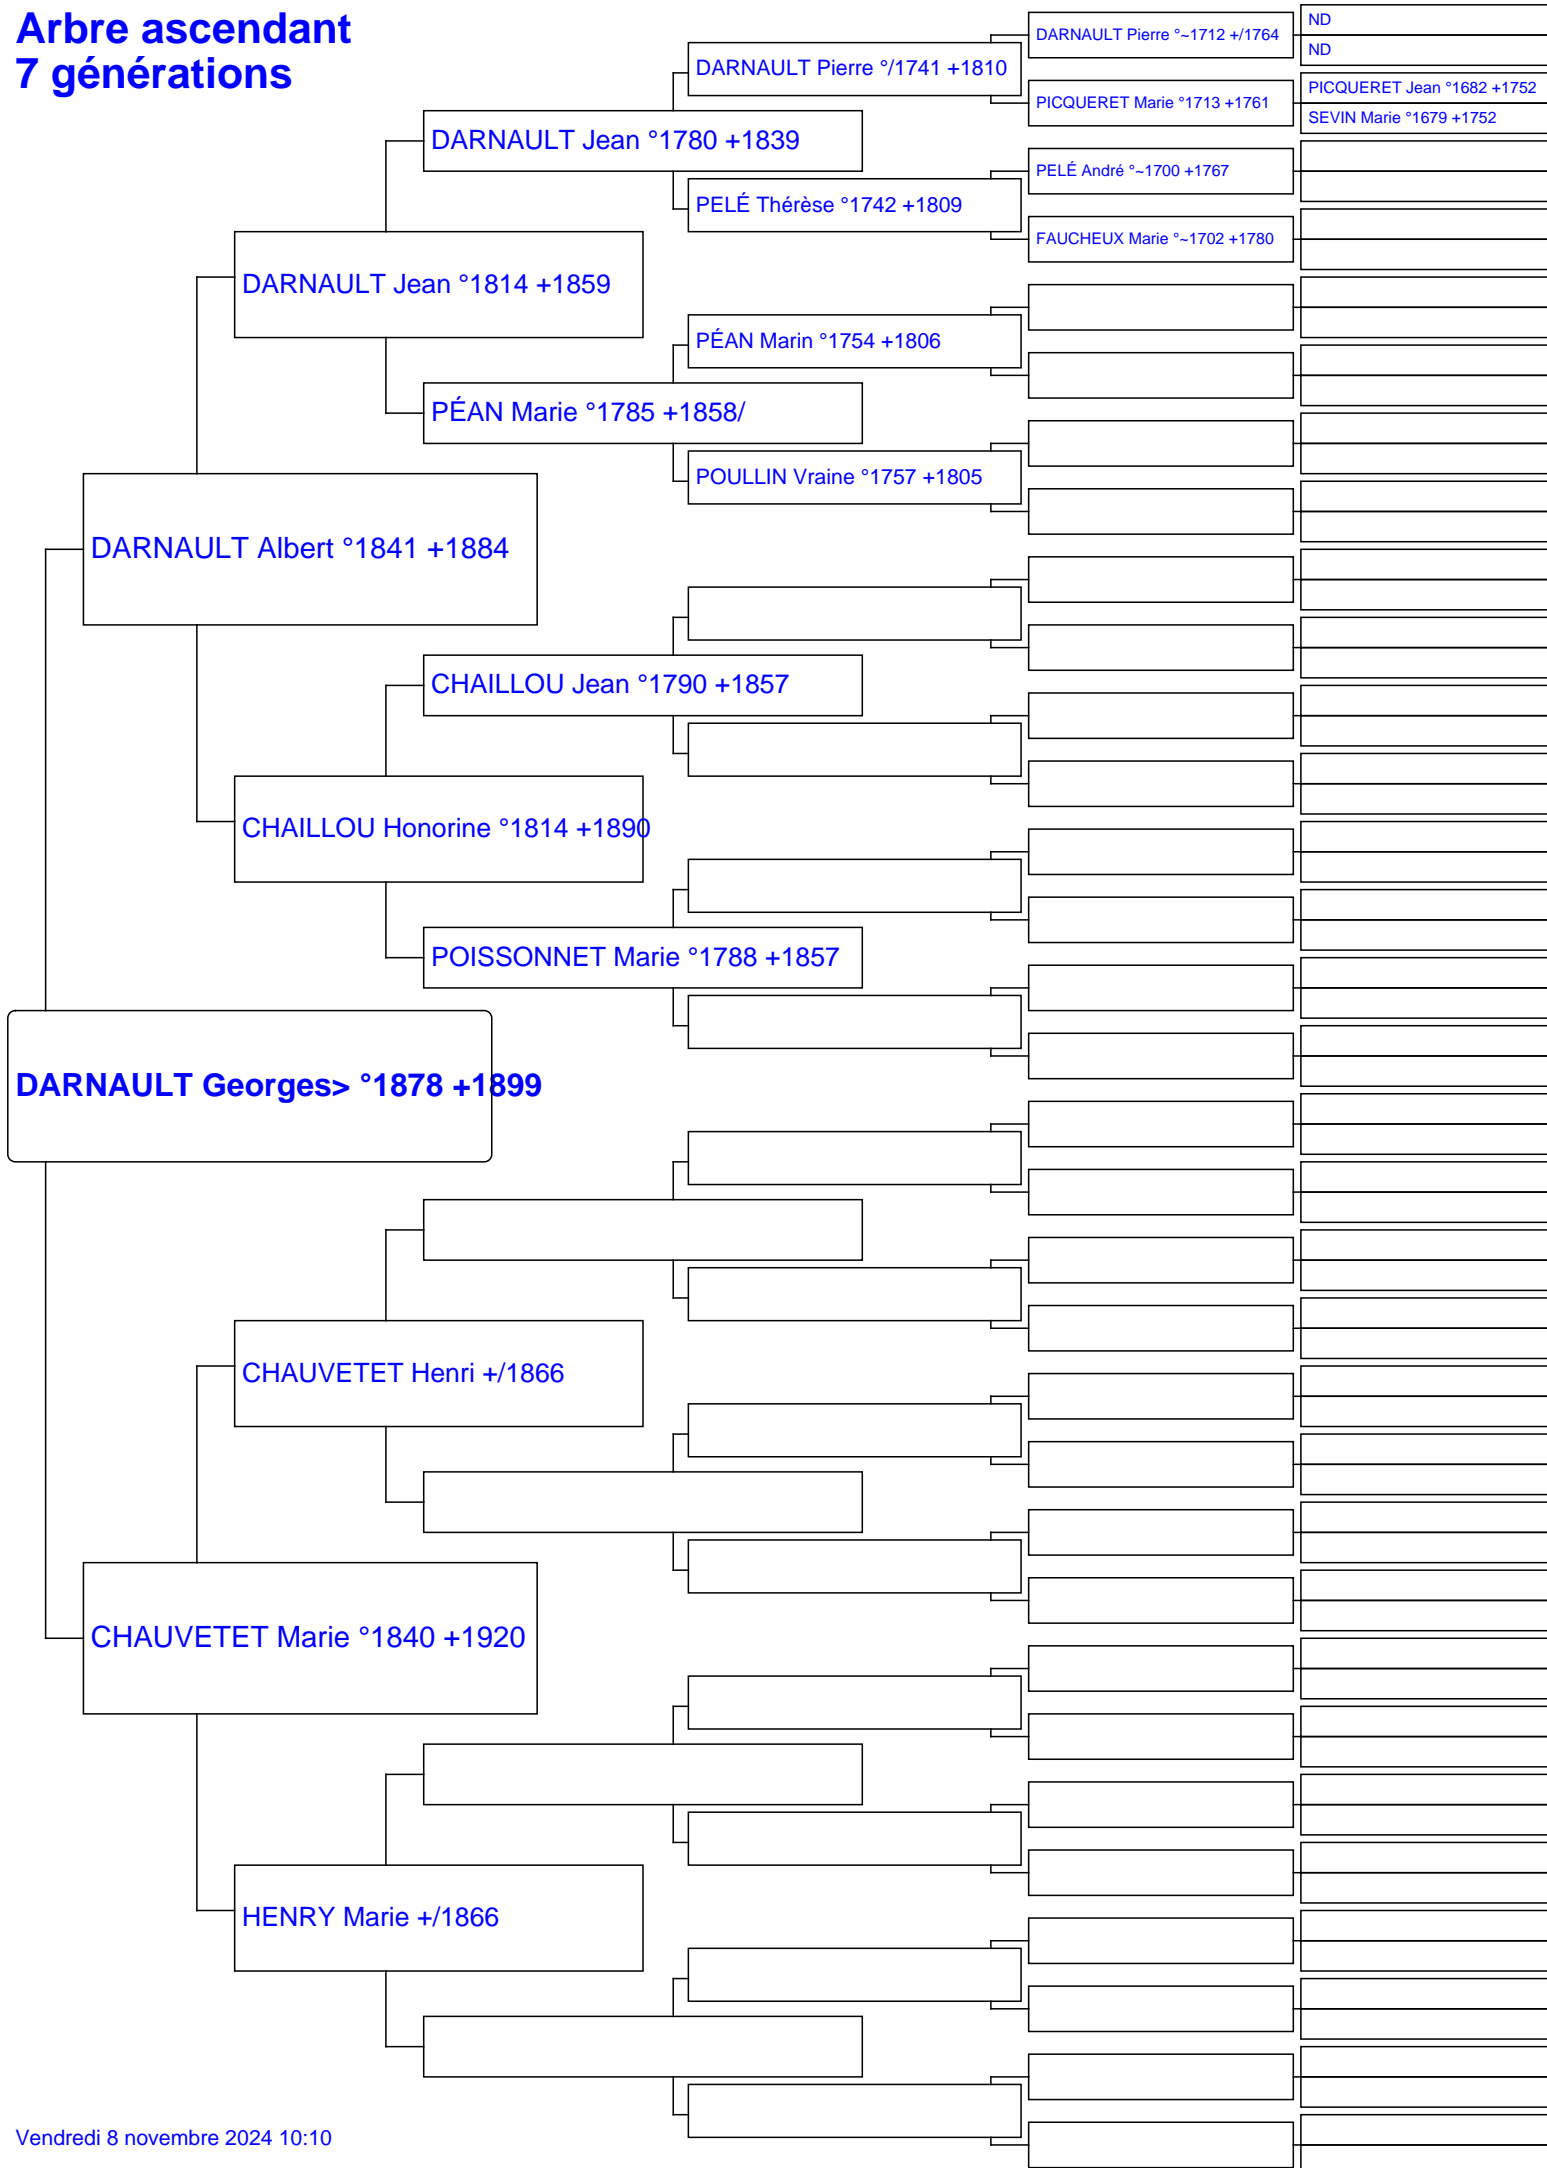 Arbre ascendant
7 générations
DARNAULT Pierre °~1712 +/1764
ND
ND
DARNAULT Pierre °/1741 +1810
PICQUERET Marie °1713 +1761
PICQUERET Jean °1682 +1752
SEVIN Marie °1679 +1752
DARNAULT Jean °1780 +1839
PELÉ André °~1700 +1767
PELÉ Thérèse °1742 +1809
FAUCHEUX Marie °~1702 +1780
DARNAULT Jean °1814 +1859
PÉAN Marin °1754 +1806
PÉAN Marie °1785 +1858/
POULLIN Vraine °1757 +1805
DARNAULT Albert °1841 +1884
CHAILLOU Jean °1790 +1857
CHAILLOU Honorine °1814 +1890
POISSONNET Marie °1788 +1857
DARNAULT Georges> °1878 +1899
CHAUVETET Henri +/1866
CHAUVETET Marie °1840 +1920
HENRY Marie +/1866
Vendredi 8 novembre 2024 10:10